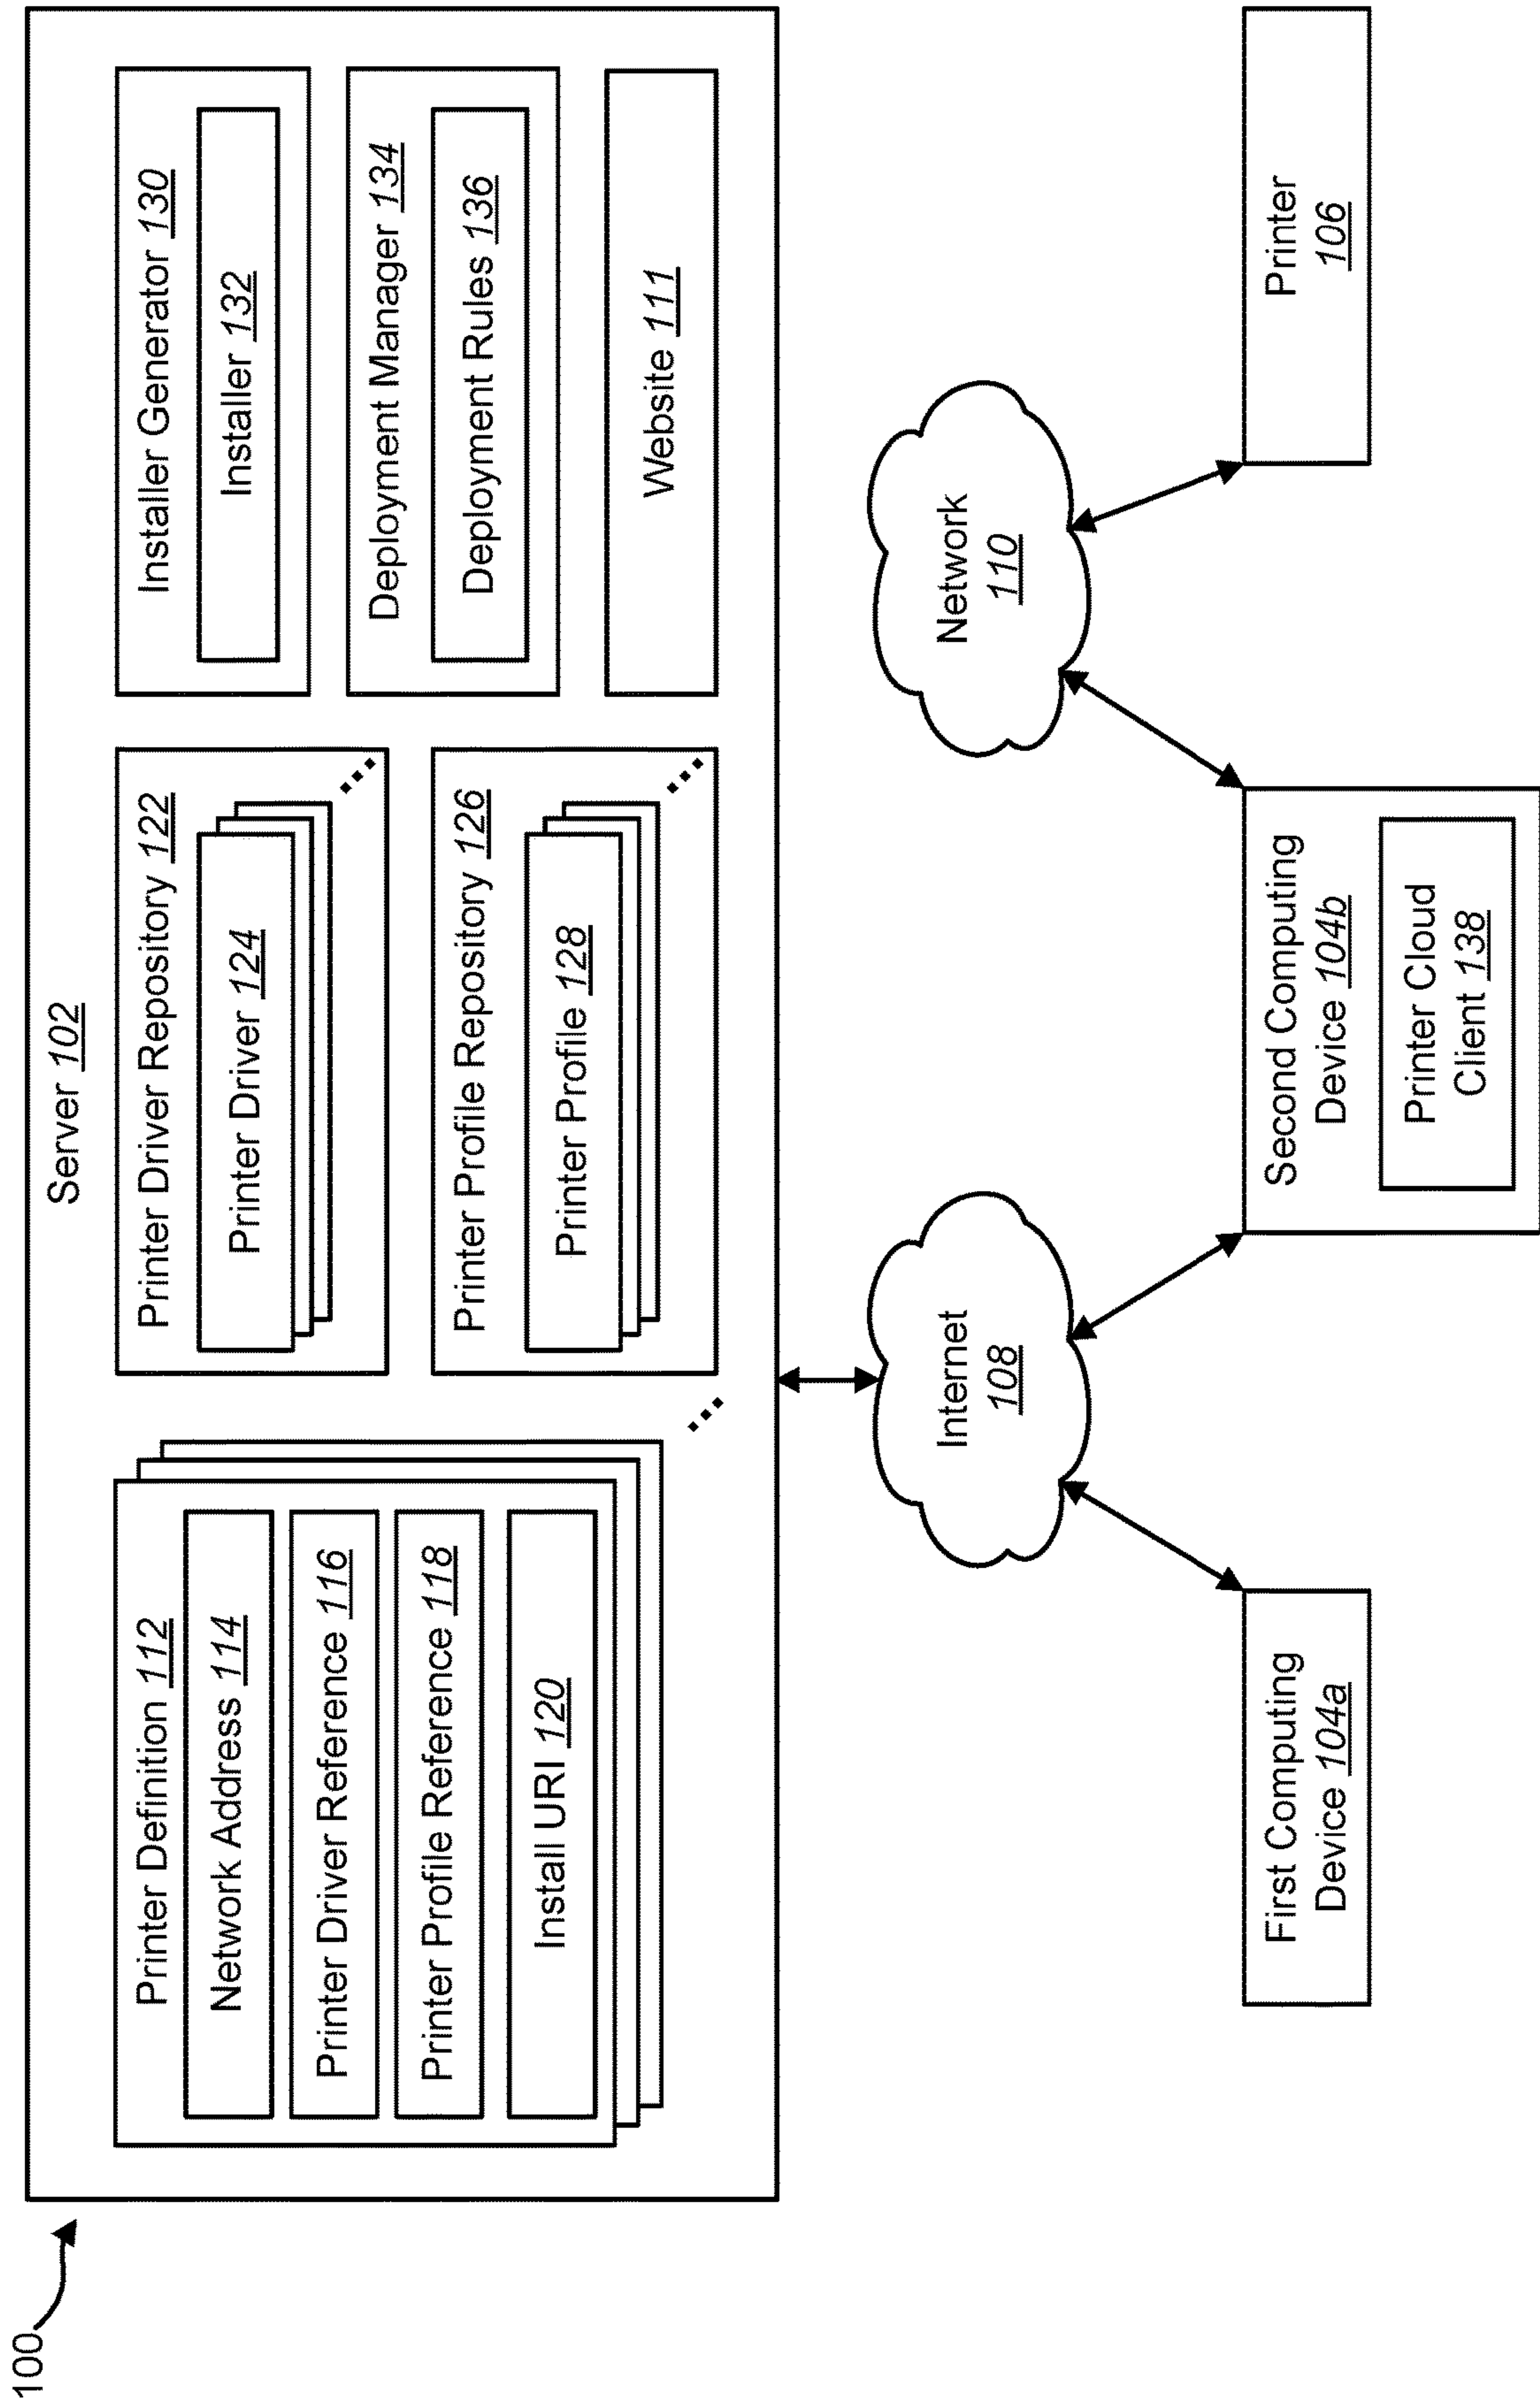 100
Server 102
Printer Definition 112
Network Address 114
Printer Driver Reference 116
Printer Profile Reference 118
Install URI 120
Printer Driver Repository 122
Printer Driver 124
Printer Profile Repository 126
Printer Profile 128
Installer Generator 130
Installer 132
Deployment Manager 134
Deployment Rules 136
Website 111
Internet
108
Network
110
First Computing
Device 104a
Second Computing
Device 104b
Printer Cloud
Client 138
Printer
106